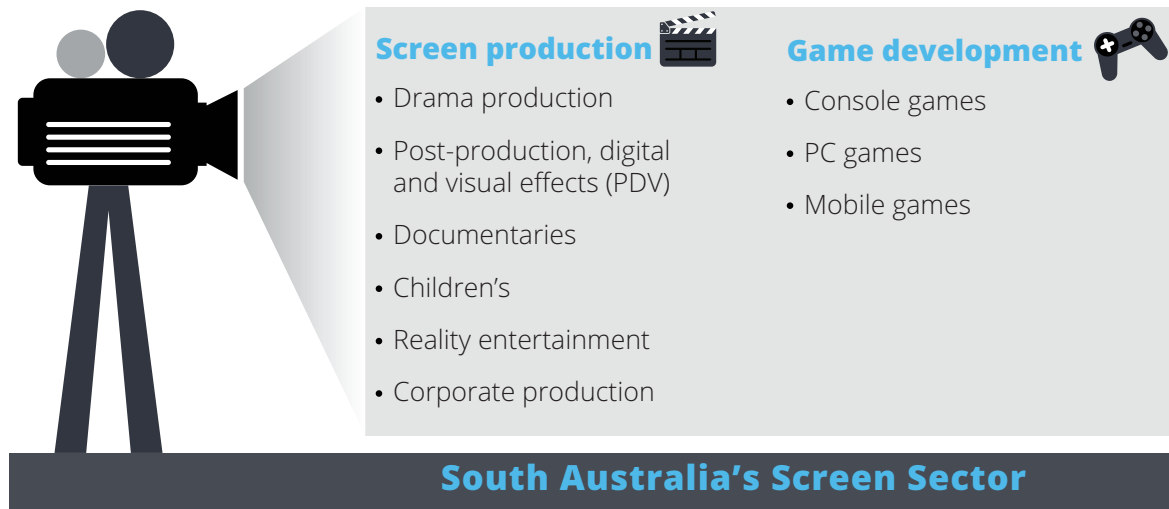 Screen production
• Drama production
• Post-production, digital
and visual effects (PDV)
• Documentaries
• Children’s
• Reality entertainment
• Corporate production
Game development
• Console games
• PC games
• Mobile games
South Australia’s Screen Sector